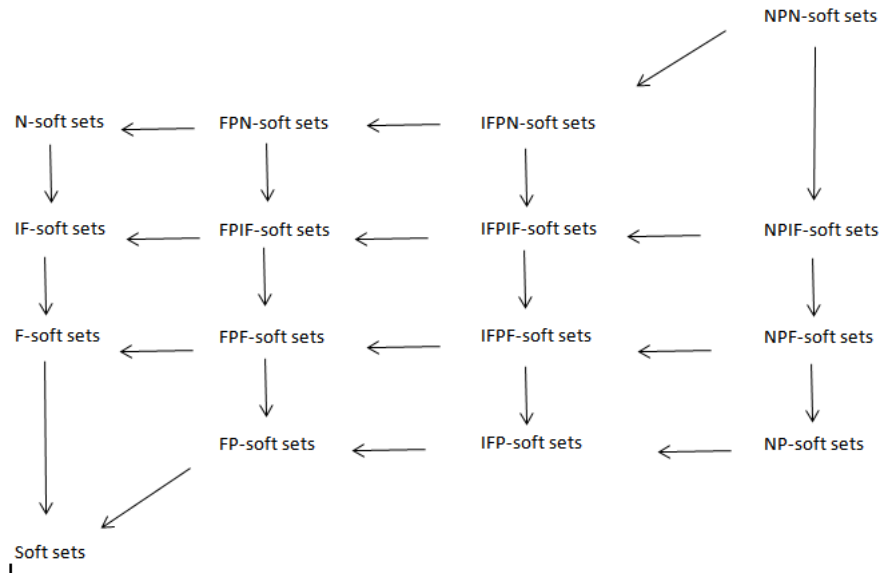 NPN-soft sets
N-soft sets FPN-soft sets IFPN-soft sets
IF-soft sets FPIF-soft sets IFPIF-soft sets NPIF-soft sets
F-soft sets FPF-soft sets IFPF-soft sets NPF-soft sets
FP-soft sets IFP-soft sets NP-soft sets
Soft sets